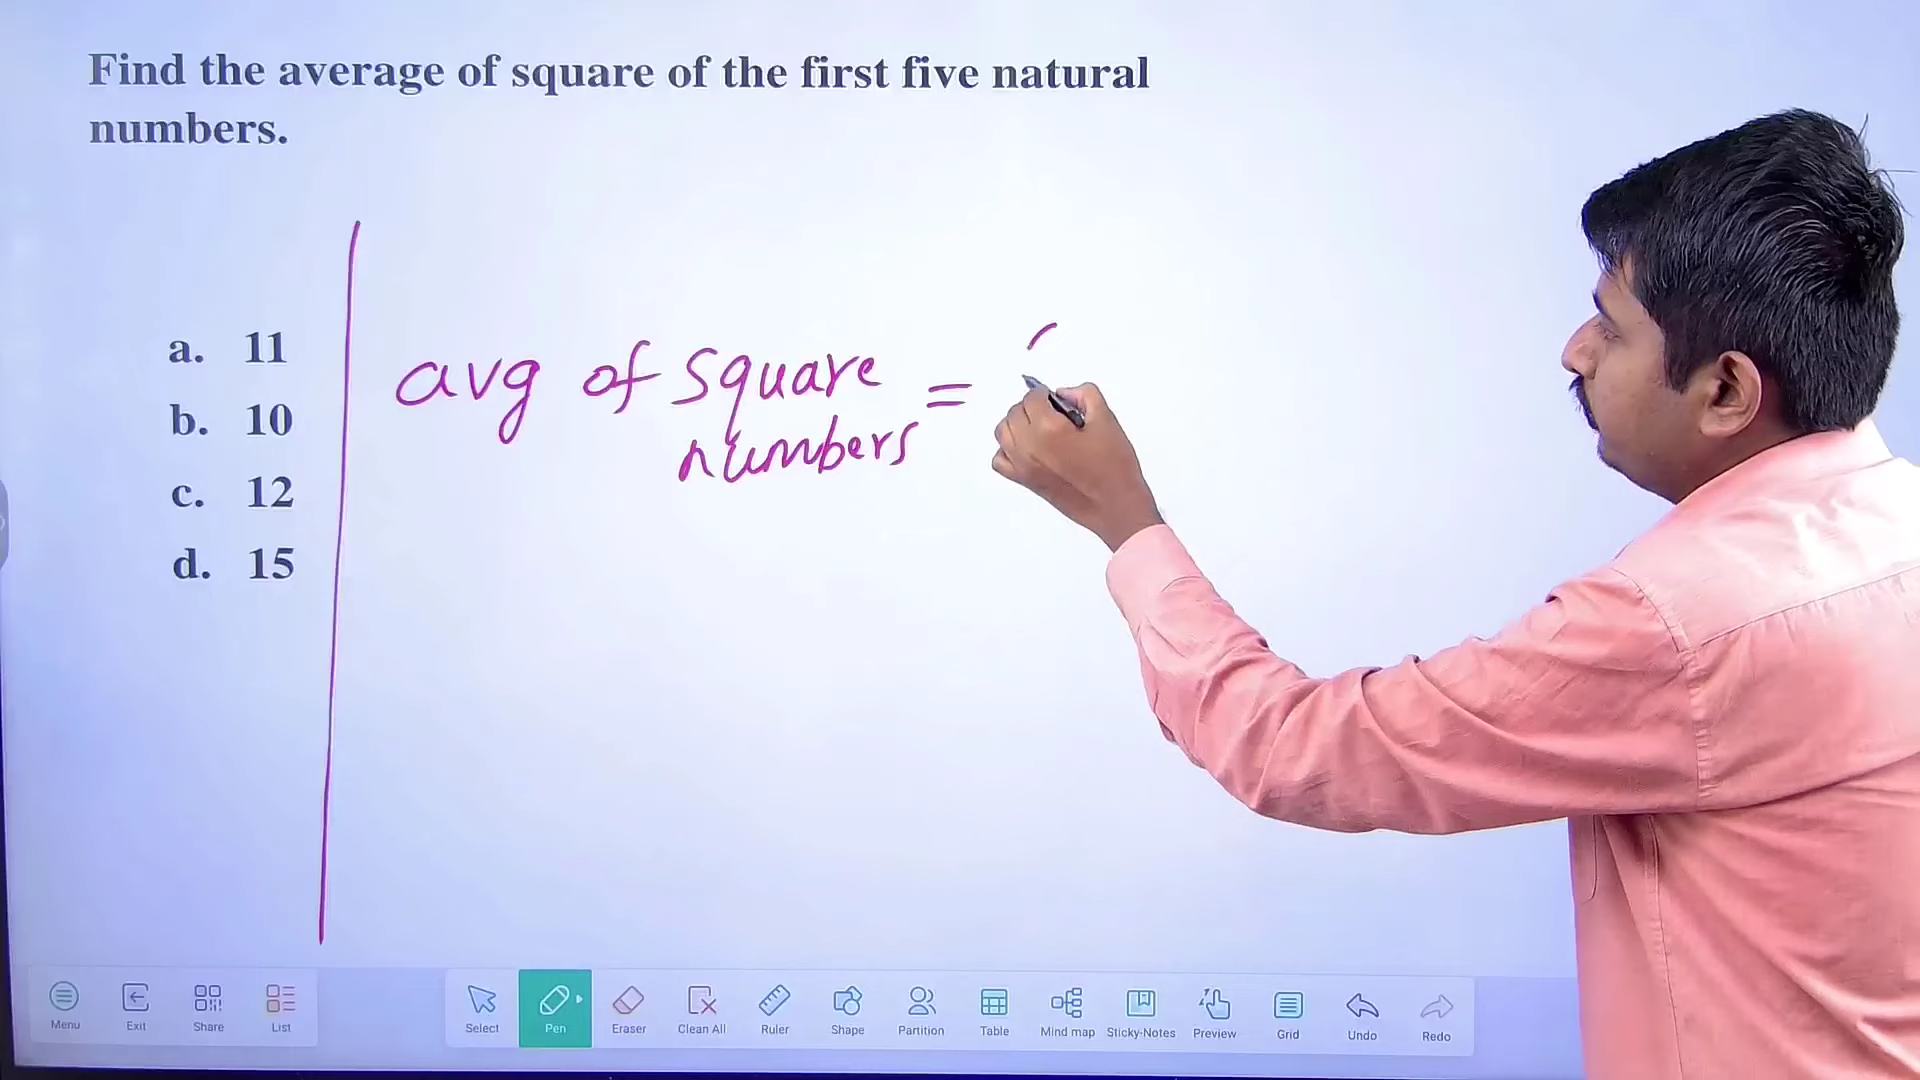 Find the average of square of the first five natural
numbers.
a. 11
b. 10
c. 12
d. 15
avg of square
numbers =
Menu
Exit
Share
List
Select
Pen
Eraser
Clean All
Ruler
Shape
Partition
Table
Mind map
Sticky-Notes
Preview
Grid
Undo
Redo